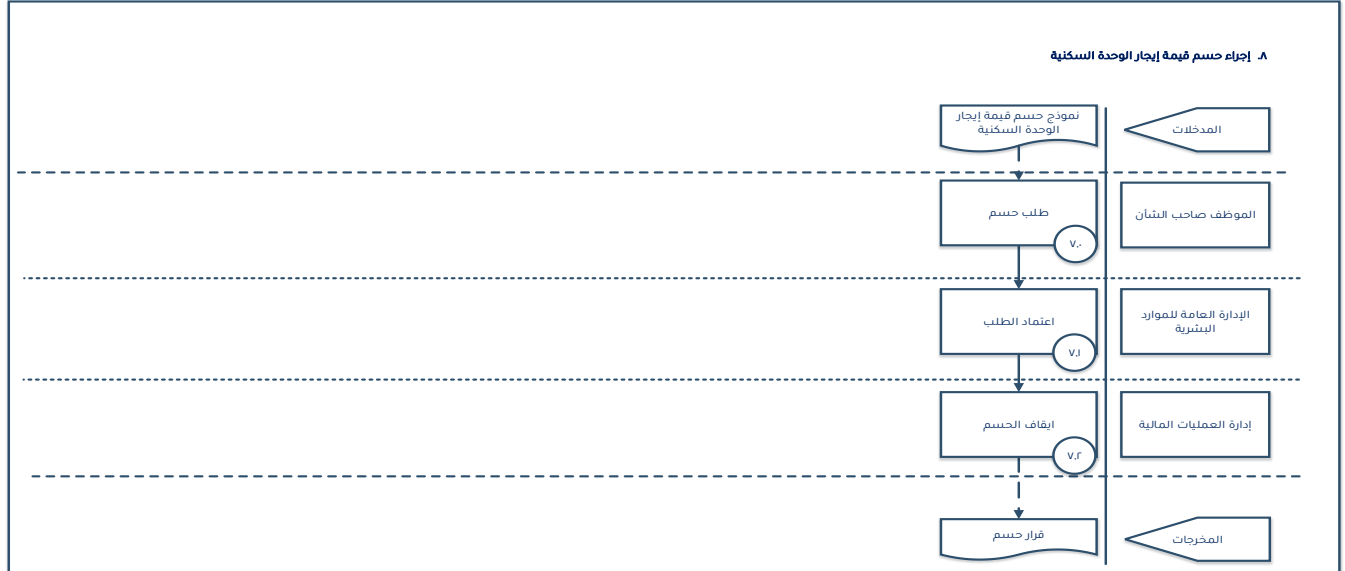 ٨. إجراء حسم قيمة إيجار الوحدة السكنية
المدخلات
نموذج حسم قيمة إيجار
الوحدة السكنية
الموظف صاحب الشأن
طلب حسم
٧.٠
الإدارة العامة للموارد
البشرية
اعتماد الطلب
٧.١
إدارة العمليات المالية
ايقاف الحسم
٧.٢
المخرجات
قرار حسم